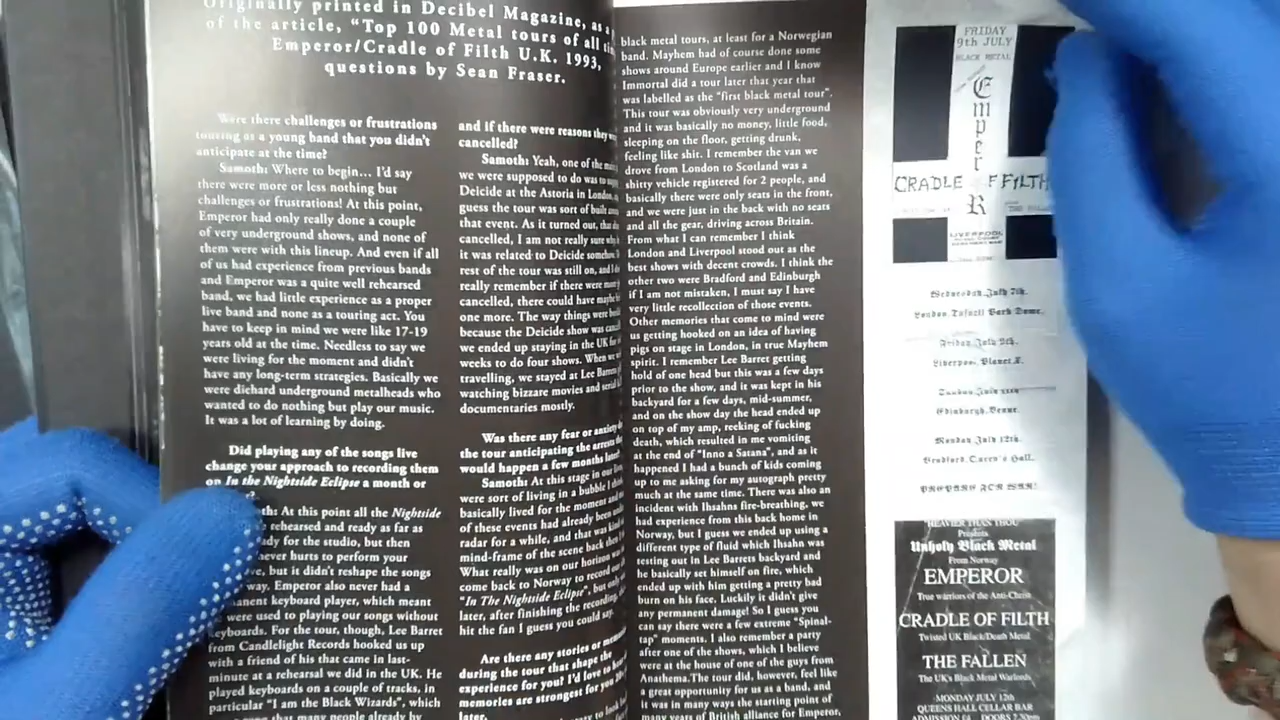 Originally printed in Decibel Magazine, as a
of the article, "Top 100 Metal tours of all
Emperor/Cradle of Filth U.K. 1993,
questions by Sean Fraser.
Were there challenges or frustrations
touring as a young band that you didn't
anticipate at the time?
Samoth: Where to begin... I'd say
there were more or less nothing but
challenges or frustrations! At this point,
Emperor had only really done a couple
of very underground shows, and none of
them were with this lineup. And even if all
of us had experience from previous bands
and Emperor was a quite well rehearsed
band, we had little experience as a proper
live band and none as a touring act. You
have to keep in mind we were like 17-19
years old at the time. Needless to say we
were living for the moment and didn't
have any long-term strategies. Basically we
were diehard underground metalheads who
wanted to do nothing but play our music.
It was a lot of learning by doing.
Did playing any of the songs live
change your approach to recording them
on In the Nightside Eclipse a month or
At this point all the Nightside
rehearsed and ready as far as
for the studio, but then
never hurts to perform your
but it didn't reshape the songs
way. Emperor also never had a
keyboard player, which meant
were used to playing our songs without
keyboards. For the tour, though, Lee Barret
from Candlelight Records hooked us up
with a friend of his that came in last-
minute at a rehearsal we did in the UK. He
played keyboards on a couple of tracks, in
particular "I am the Black Wizards", which
that many people already by
and if there were reasons they
cancelled?
Samoth: Yeah, one of the
we were supposed to do was to
Deicide at the Astoria in London,
guess the tour was sort of built
that event. As it turned out, that
cancelled, I am not really sure why
it was related to Deicide
rest of the tour was still on, and
really remember if there were
cancelled, there could have
one more. The way things were
because the Deicide show was
we ended up staying in the UK for
weeks to four shows. When we
travelling, we stayed at Lee
watching bizzare movies and serial
documentaries mostly.
Was there any fear or anxiety
the tour anticipating the arrests
would happen a few months
Samoth: At this stage in our
were sort of living in a bubble I
basically lived for the moment and
of these events had already been
radar for a while, and that was
mind-frame of the scene back then
What really was on our horizon was
come back to Norway to record our
"In The Nightside Eclipse", but
later, after finishing the recording,
hit the fan I guess you could say.
Are there any stories or
during the tour that shape the
experience for you? I'd love to hear
memories are strongest for you
later.
black metal tours, at least for a Norwegian
band. Mayhem had of course done some
shows around Europe earlier and I know
Immortal did a tour later that year that
was labelled as the "first black metal tour".
This tour was obviously very underground
and it was basically no money, little food,
sleeping on the floor, getting drunk,
feeling like shit. I remember the van we
drove from London to Scotland was a
shitty vehicle registered for 2 people, and
basically there were only seats in the front,
and we were just in the back with no seats
and all the gear, driving across Britain.
From what I can remember I think
London and Liverpool stood out as the
best shows with decent crowds. I think the
other two were Bradford and Edinburgh
if I am not mistaken, I must say I have
very little recollection of those events.
Other memories that come to mind were
us getting hooked on an idea of having
pigs on stage in London, in true Mayhem
spirit. I remember Lee Barret getting
hold of one head but this was a few days
prior to the show, and it was kept in his
backyard for a few days, mid-summer,
and on the show day the head ended up
on top of my amp, reeking of fucking
death, which resulted in me vomiting
at the end of "Inno a Satana", and as it
happened I had a bunch of kids coming
up to me asking for my autograph pretty
much at the same time. There was also an
incident with Ihsahns fire-breathing, we
had experience from this back home in
Norway, but I guess we ended up using a
different type of fluid which Ihsahn was
testing out in Lee Barrets backyard and
he basically set himself on fire, which
ended up with him getting a pretty bad
burn on his face. Luckily it didn't give
any permanent damage! So I guess you
can say there were a few extreme "Spinal-
tap" moments. I also remember a party
after one of the shows, which I believe
were at the house of one of the guys from
Anathema. The tour did, however, feel like
a great opportunity for us as a band, and
it was in many ways the starting point of
many years of British alliance for Emperor,
FRIDAY
9th JULY
BLACK METAL
EmpeR
CRADLE OF FILTH
LIVERPOOL
Wednesday July 7th.
London. Tufnell Park Dome.
Friday July 9th.
Liverpool Planet X.
Sunday July 11th
Edinburgh. Venue.
Monday July 12th.
Bradford. Queen's Hall.
PREPARE FOR WAR!
"HEAVIER THAN THOU"
Presents
Unholy Black Metal
From Norway
EMPEROR
True warriors of the Anti-Christ
CRADLE OF FILTH
Twisted UK Black/Death Metal
THE FALLEN
The UK's Black Metal Warlords
MONDAY JULY 12th
QUEENS HALL CELLAR BAR
ADMISSION £4 DOORS 7.30pm